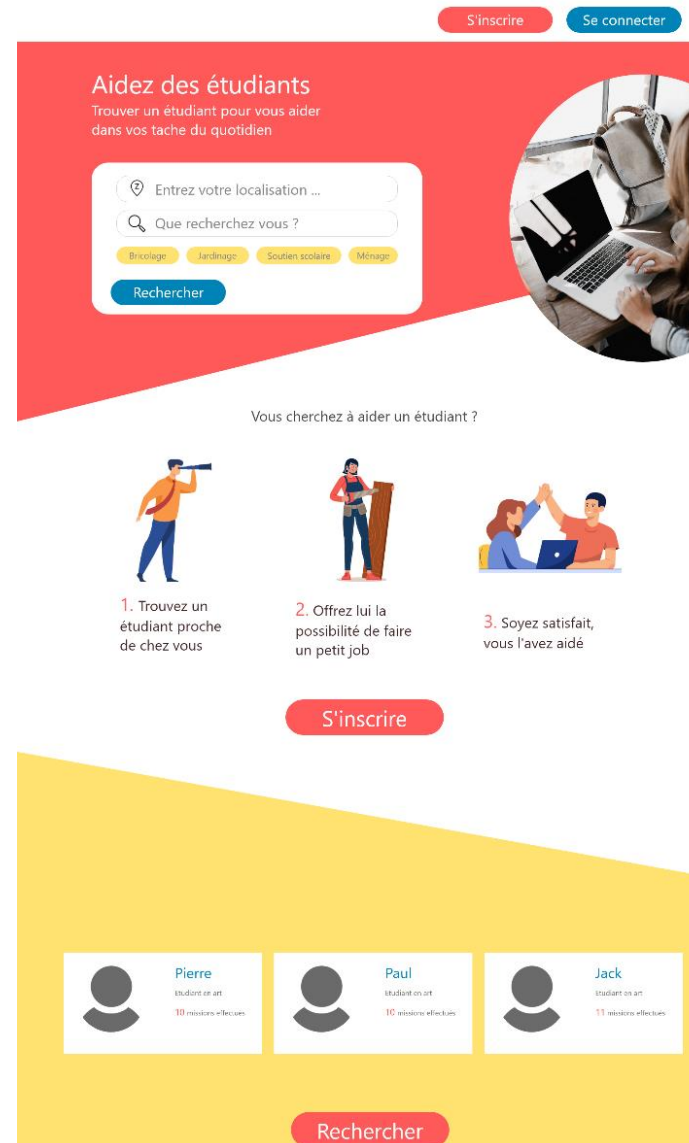 S'inscrire
Se connecter
Aidez des étudiants
Trouver un étudiant pour vous aider
dans vos tache du quotidien
Entrez votre localisation ...
Que recherchez vous ?
Bricolage
Jardinage
Soutien scolaire
Ménage
Rechercher
Vous cherchez à aider un étudiant ?
1. Trouvez un
étudiant proche
de chez vous
2. Offrez lui la
possibilité de faire
un petit job
3. Soyez satisfait,
vous l'avez aidé
S'inscrire
Pierre
Etudiant en art
10 missions effectués
Paul
Etudiant en art
10 missions effectués
Jack
Etudiant en art
11 missions effectués
Rechercher